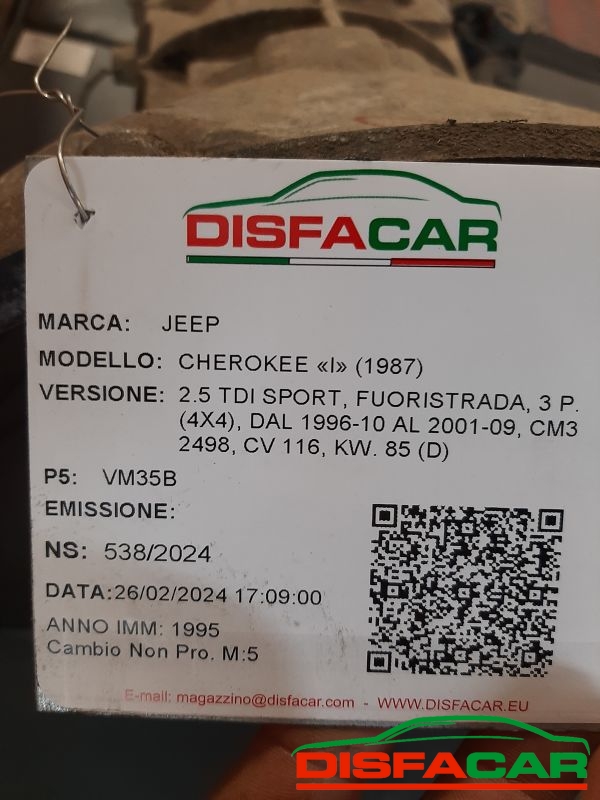 DISFACAR
MARCA: JEEP
MODELLO: CHEROKEE «I» (1987)
VERSIONE: 2.5 TDI SPORT, FUORISTRADA, 3 P.
(4X4), DAL 1996-10 AL 2001-09, CM3
2498, CV 116, KW. 85 (D)
P5: VM35B
EMISSIONE:
NS: 538/2024
DATA:26/02/2024 17:09:00
ANNO IMM: 1995
Cambio Non Pro. M:5
E-mail: magazzino@disfacar.com - WWW.DISFACAR.EU
DISFACAR